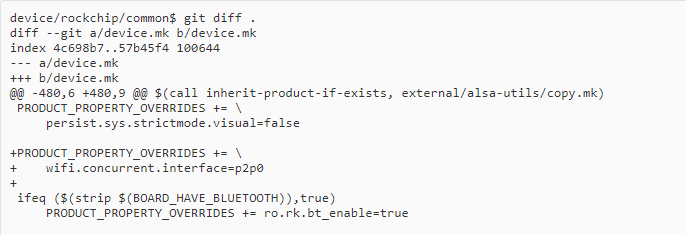 device/rockchip/common$ git diff .
diff --git a/device.mk b/device.mk
index 4c698b7..57b45f4 100644
--- a/device.mk
+++ b/device.mk
@@ -480,6 +480,9 @@ $(call inherit-product-if-exists, external/alsa-utils/copy.mk)
 PRODUCT_PROPERTY_OVERRIDES += \
     persist.sys.strictmode.visual=false

+PRODUCT_PROPERTY_OVERRIDES += \
+    wifi.concurrent.interface=p2p0
+
 ifeq ($(strip $(BOARD_HAVE_BLUETOOTH)),true)
     PRODUCT_PROPERTY_OVERRIDES += ro.rk.bt_enable=true